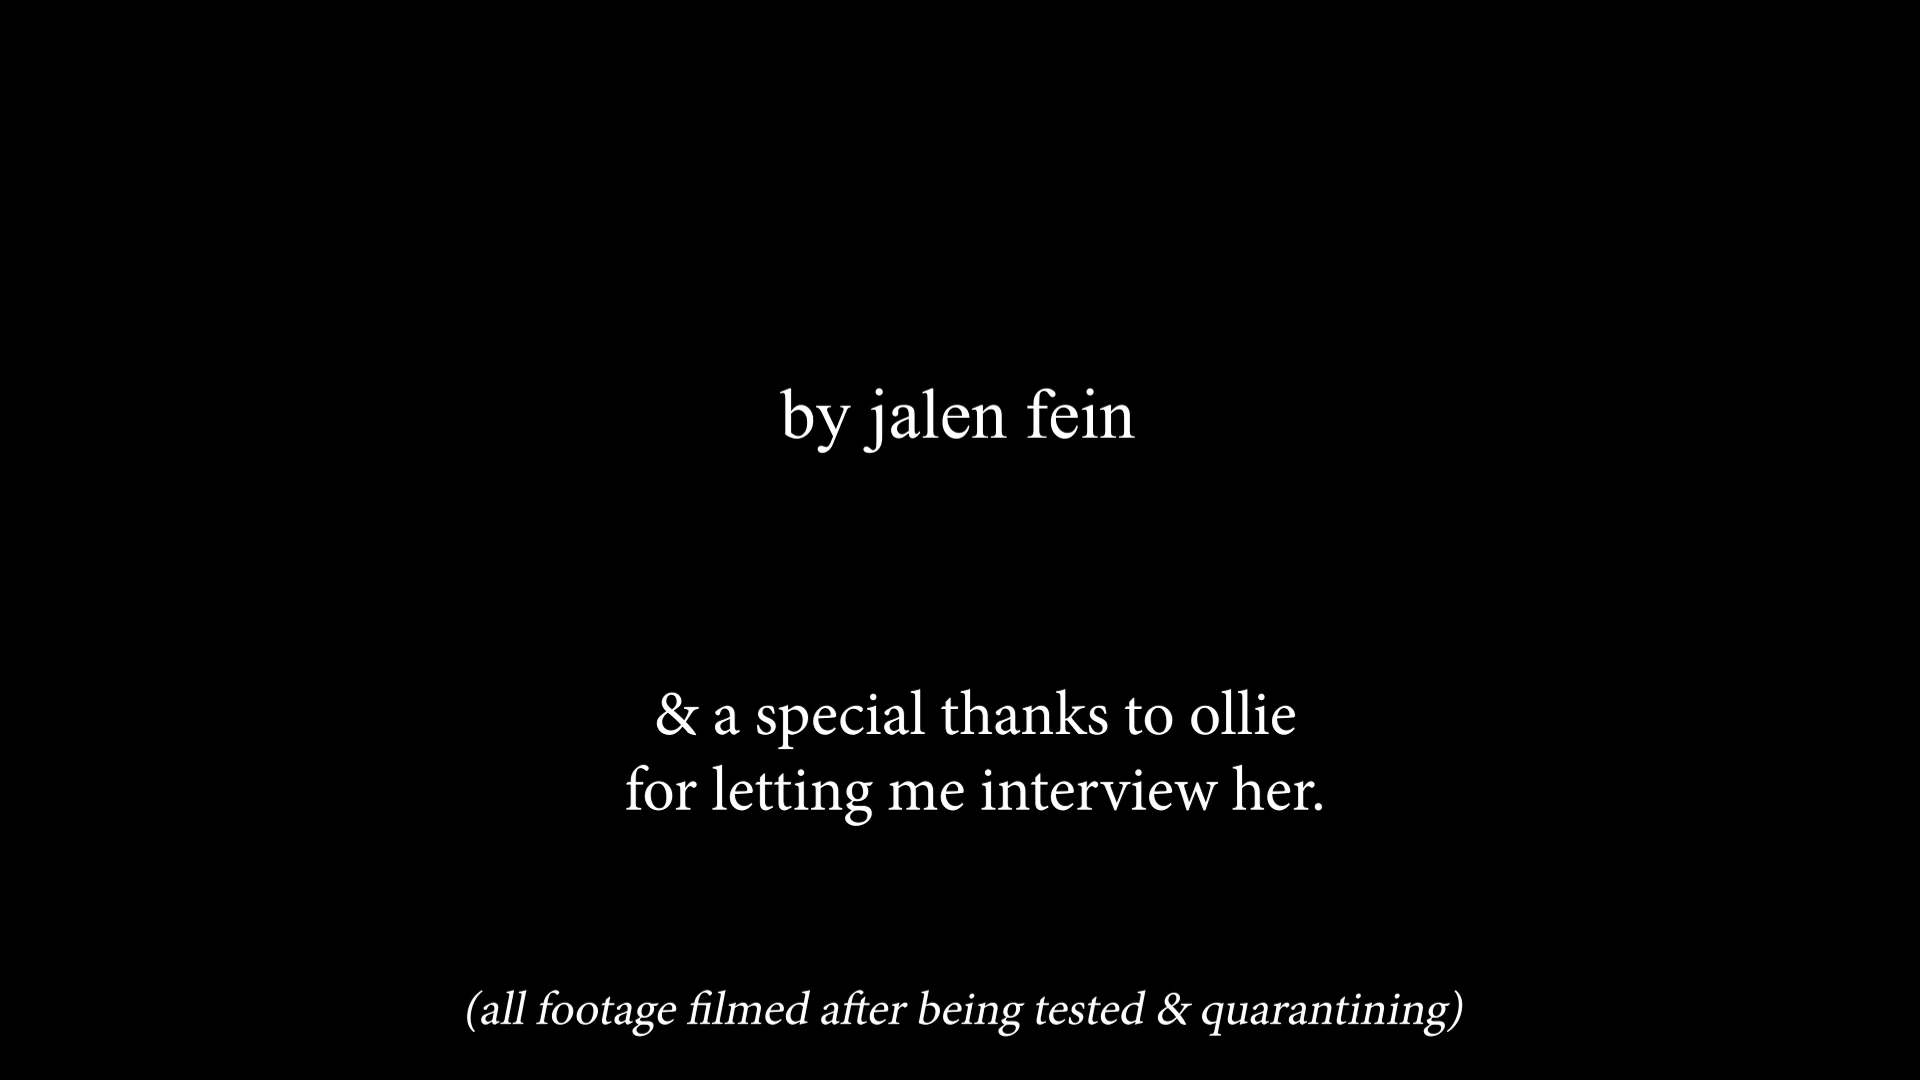 by jalen fein
& a special thanks to ollie
for letting me interview her.
(all footage filmed after being tested & quarantining)